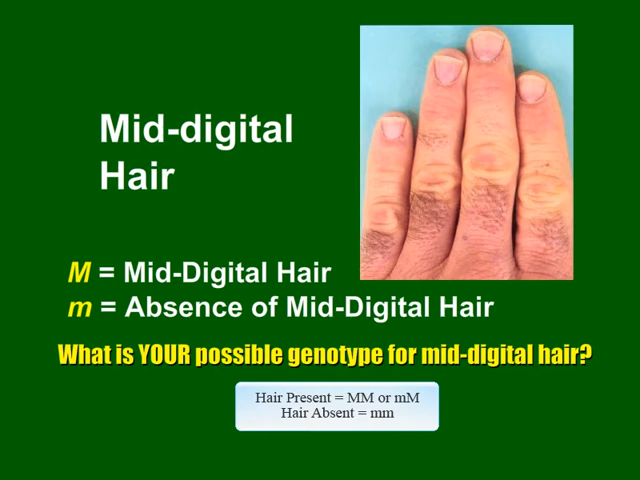 Mid-digital
Hair
M = Mid-Digital Hair
m = Absence of Mid-Digital Hair
What is YOUR possible genotype for mid-digital hair?
Hair Present = MM or mM
Hair Absent = mm